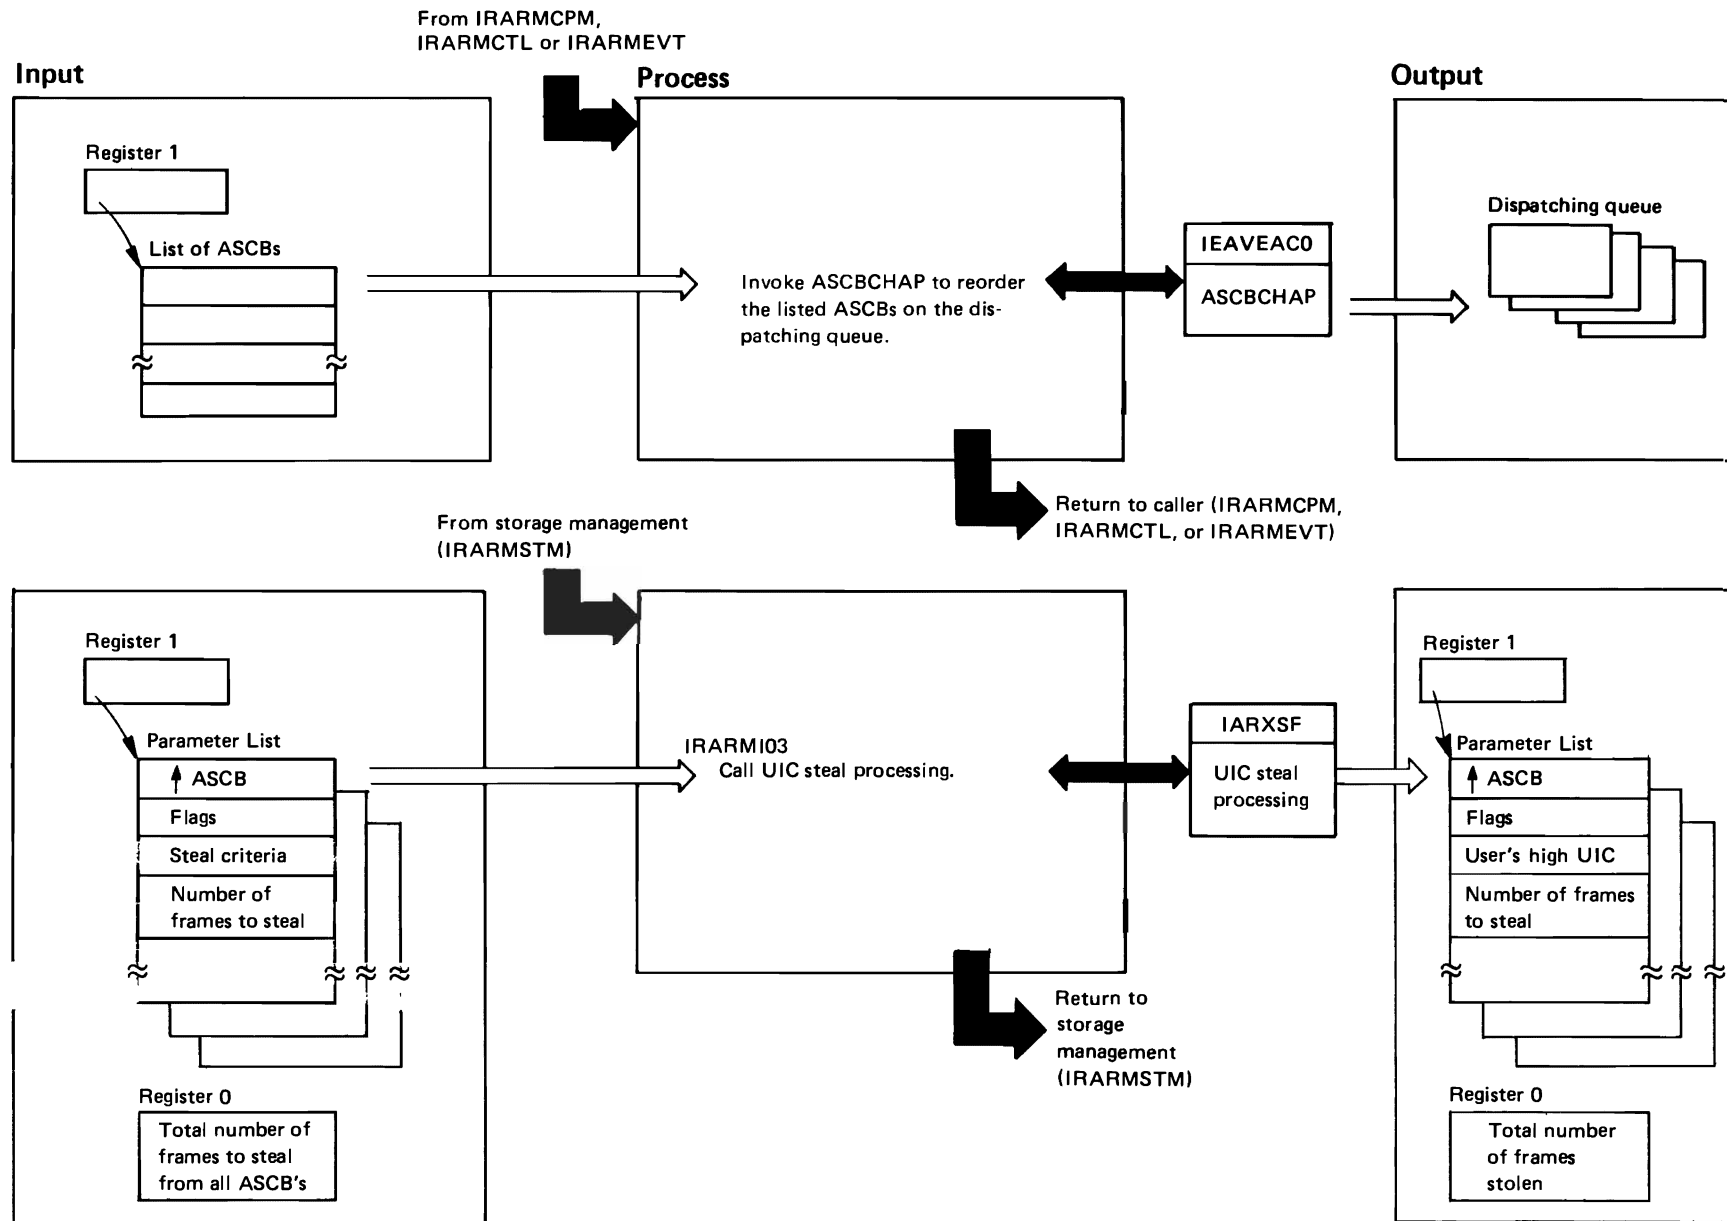 From IRARMCPM,
IRARMCTL or IRARMEVT
Input
Process
Output
Register 1
List of ASCBs
Invoke ASCBCHAP to reorder
the listed ASCBs on the dis-
patching queue.
IEAVEAC0
ASCBCHAP
Dispatching queue
Return to caller (IRARMCPM,
IRARMCTL, or IRARMEVT)
From storage management
(IRARMSTM)
Register 1
Parameter List
ASCB
Flags
Steal criteria
Number of
frames to steal
Register 0
Total number of
frames to steal
from all ASCB's
IRARMI03
Call UIC steal processing.
IARXSF
UIC steal
processing
Return to
storage
management
(IRARMSTM)
Register 1
Parameter List
ASCB
Flags
User's high UIC
Number of frames
to steal
Register 0
Total number
of frames
stolen